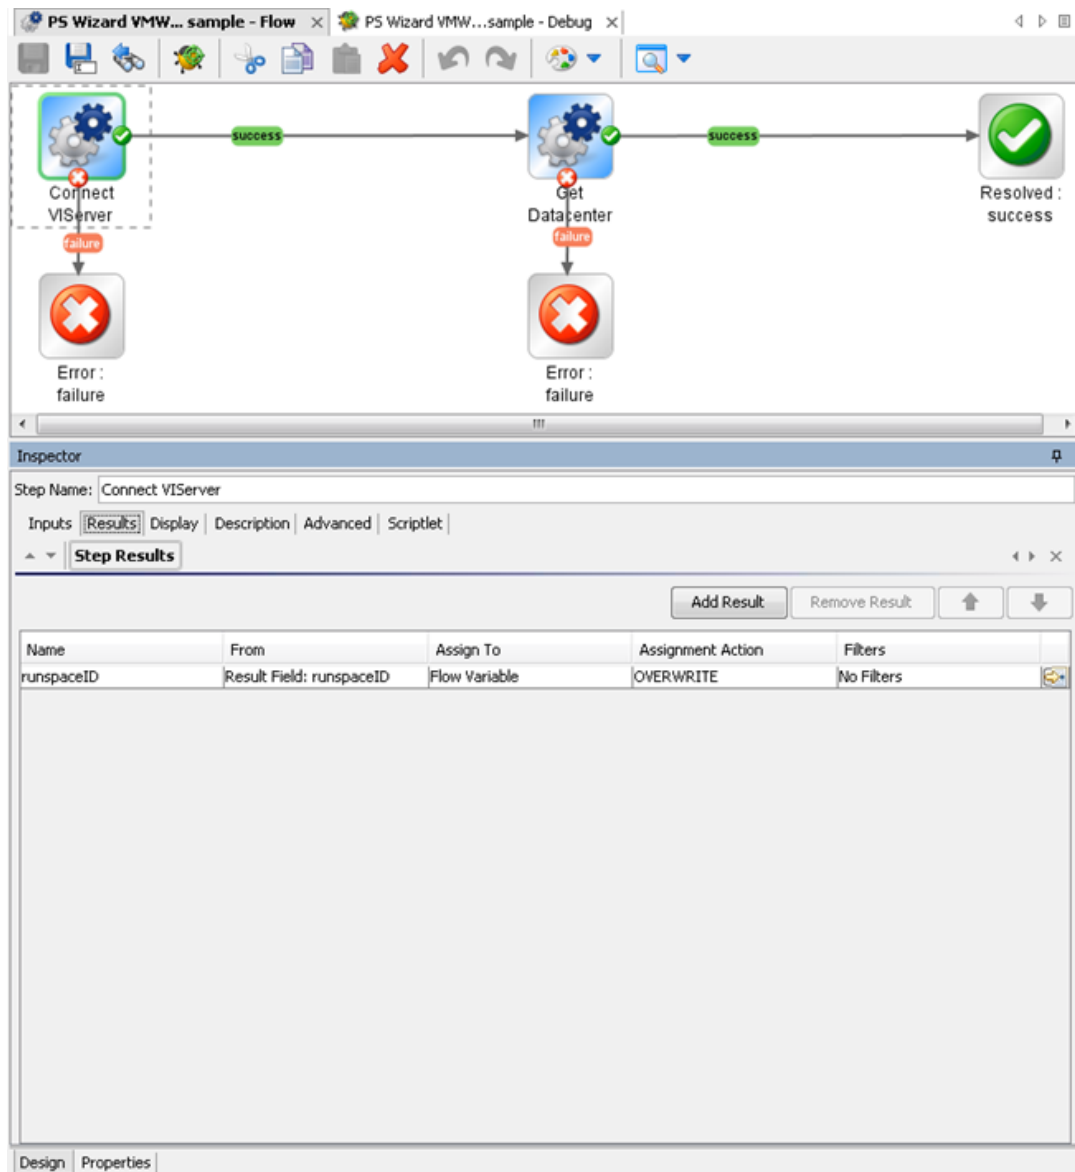 PS Wizard VMW... sample - Flow PS Wizard VMW...sample - Debug
success success
Connect
VIServer
Get
Datacenter
Resolved :
success
failure failure
Error :
failure
Error :
failure
Inspector
Step Name: Connect VIServer
Inputs Results Display Description Advanced Scriptlet
Step Results
Add Result Remove Result
Name From Assign To Assignment Action Filters
runspaceID Result Field: runspaceID Flow Variable OVERWRITE No Filters
Design Properties